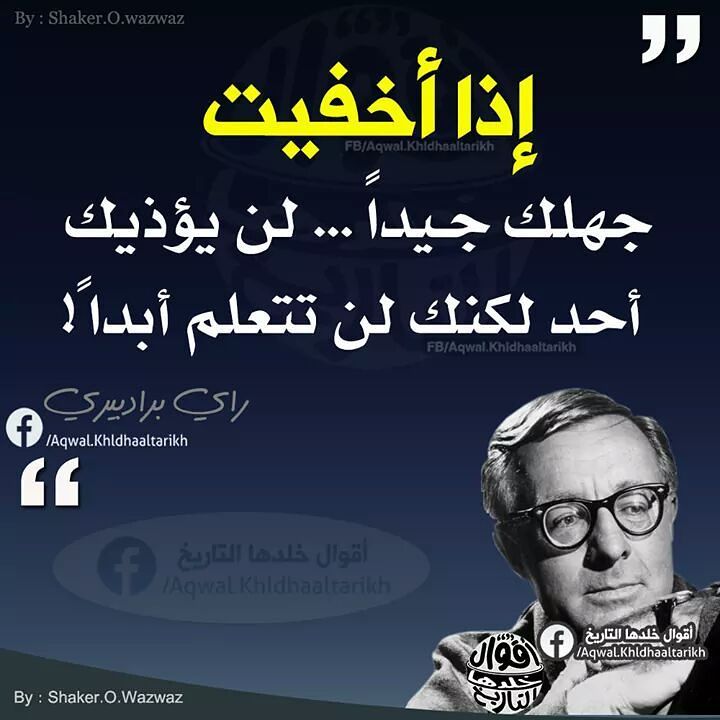 By : Shaker.O.wazwaz
”
إذا أخفيت
FB/Aqwal.Khldhaaltarikh
جهلك جيداً ... لن يؤذيك
أحد لكنك لن تتعلم أبداً!
FB/Aqwal.Khldhaaltarikh
راي برادبيري
/Aqwal.Khldhaaltarikh
“
أقوال خلدها التاريخ
/Aqwal.Khldhaaltarikh
أقوال خلدها التاريخ
/Aqwal.Khldhaaltarikh
أقوال
خلدها
التاريخ
By : Shaker.O.Wazwaz